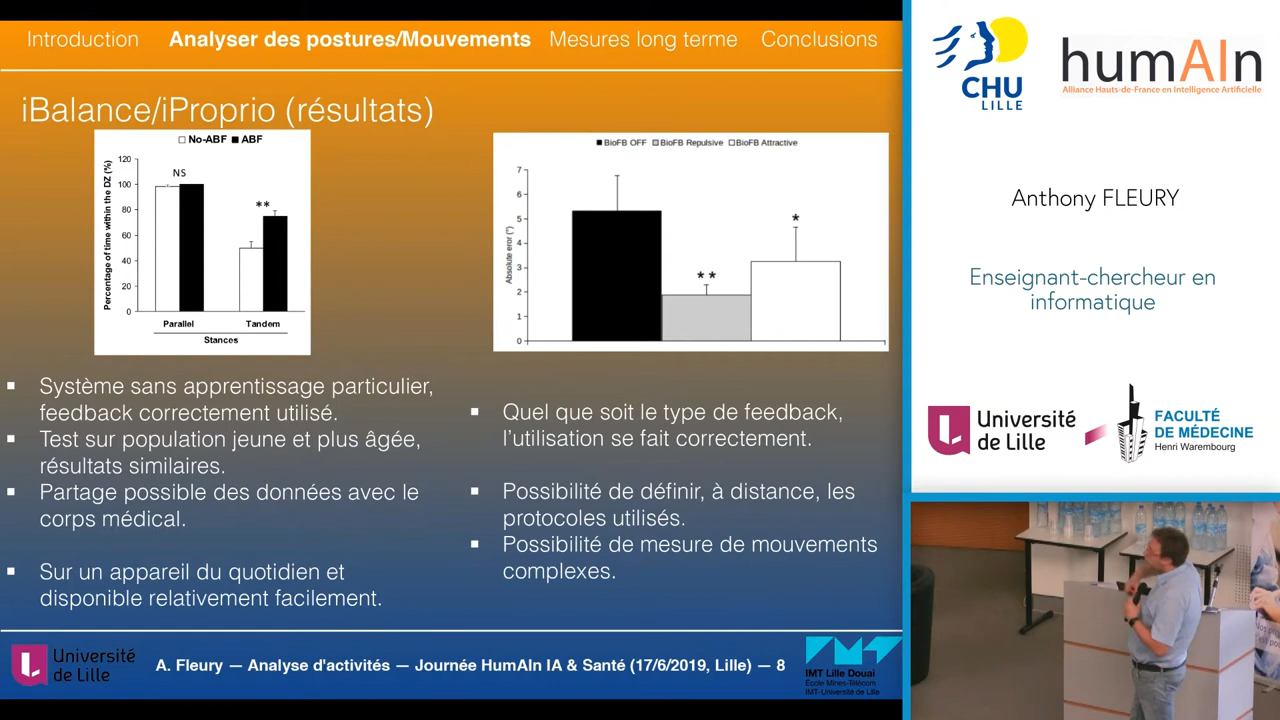 Introduction Analyser des postures/Mouvements Mesures long terme Conclusions
iBalance/iProprio (résultats)
No-ABF ABF
Percentage of time within the DZ (%)
120
100
80
60
40
20
0
NS
**
Parallel Tandem
Stances
BioFB OFF BioFB Repulsive BioFB Attractive
Absolute eror (°)
7
6
5
4
3
2
1
0
**
*
Système sans apprentissage particulier,
feedback correctement utilisé.
Test sur population jeune et plus âgée,
résultats similaires.
Partage possible des données avec le
corps médical.
Sur un appareil du quotidien et
disponible relativement facilement.
Quel que soit le type de feedback,
l'utilisation se fait correctement.
Possibilité de définir, à distance, les
protocoles utilisés.
Possibilité de mesure de mouvements
complexes.
Université
de Lille
A. Fleury — Analyse d'activités — Journée HumAIn IA & Santé (17/6/2019, Lille) — 8
IMT
IMT Lille Douai
École Mines-Télécom
IMT-Université de Lille
CHU
LILLE
humAIn
Alliance Hauts-de-France en Intelligence Artificielle
Anthony FLEURY
Enseignant-chercheur en
informatique
Université
de Lille
FACULTÉ
DE MÉDECINE
Henri Warembourg